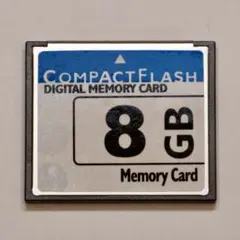 COMPACTFLASH
DIGITAL MEMORY CARD
8 GB
Memory Card